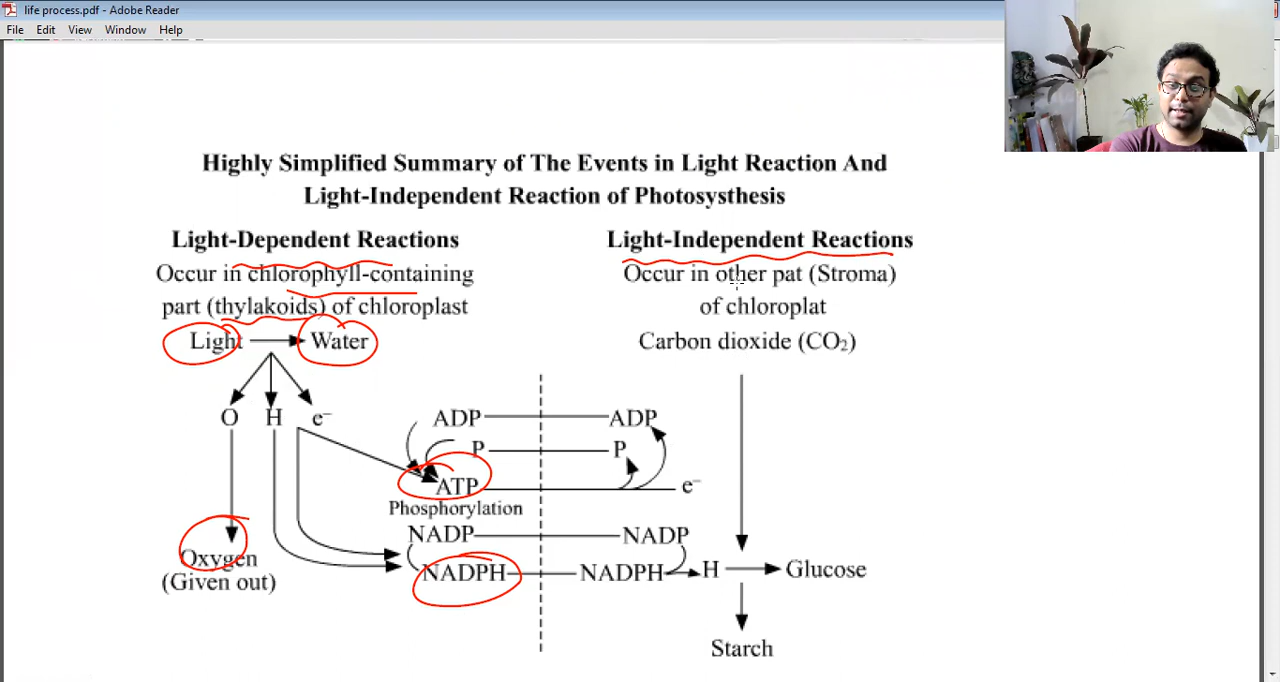 life process.pdf - Adobe Reader
File Edit View Window Help
Highly Simplified Summary of The Events in Light Reaction And
Light-Independent Reaction of Photosysthesis
Light-Dependent Reactions
Occur in chlorophyll-containing
part (thylakoids) of chloroplast
Light Water
O H e⁻
Oxygen
(Given out)
ADP ADP
P P
ATP e⁻
Phosphorylation
NADP NADP
NADPH NADPH H Glucose
Starch
Light-Independent Reactions
Occur in other pat (Stroma)
of chloroplat
Carbon dioxide (CO₂)